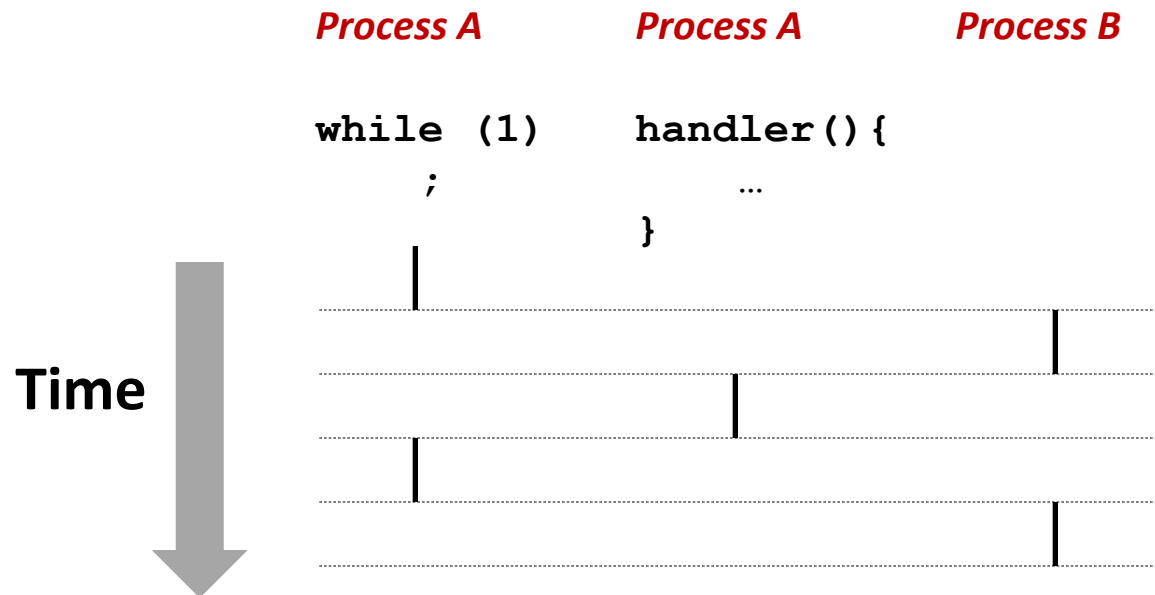 Process A Process A Process B
while (1) handler(){
; …
}
Time